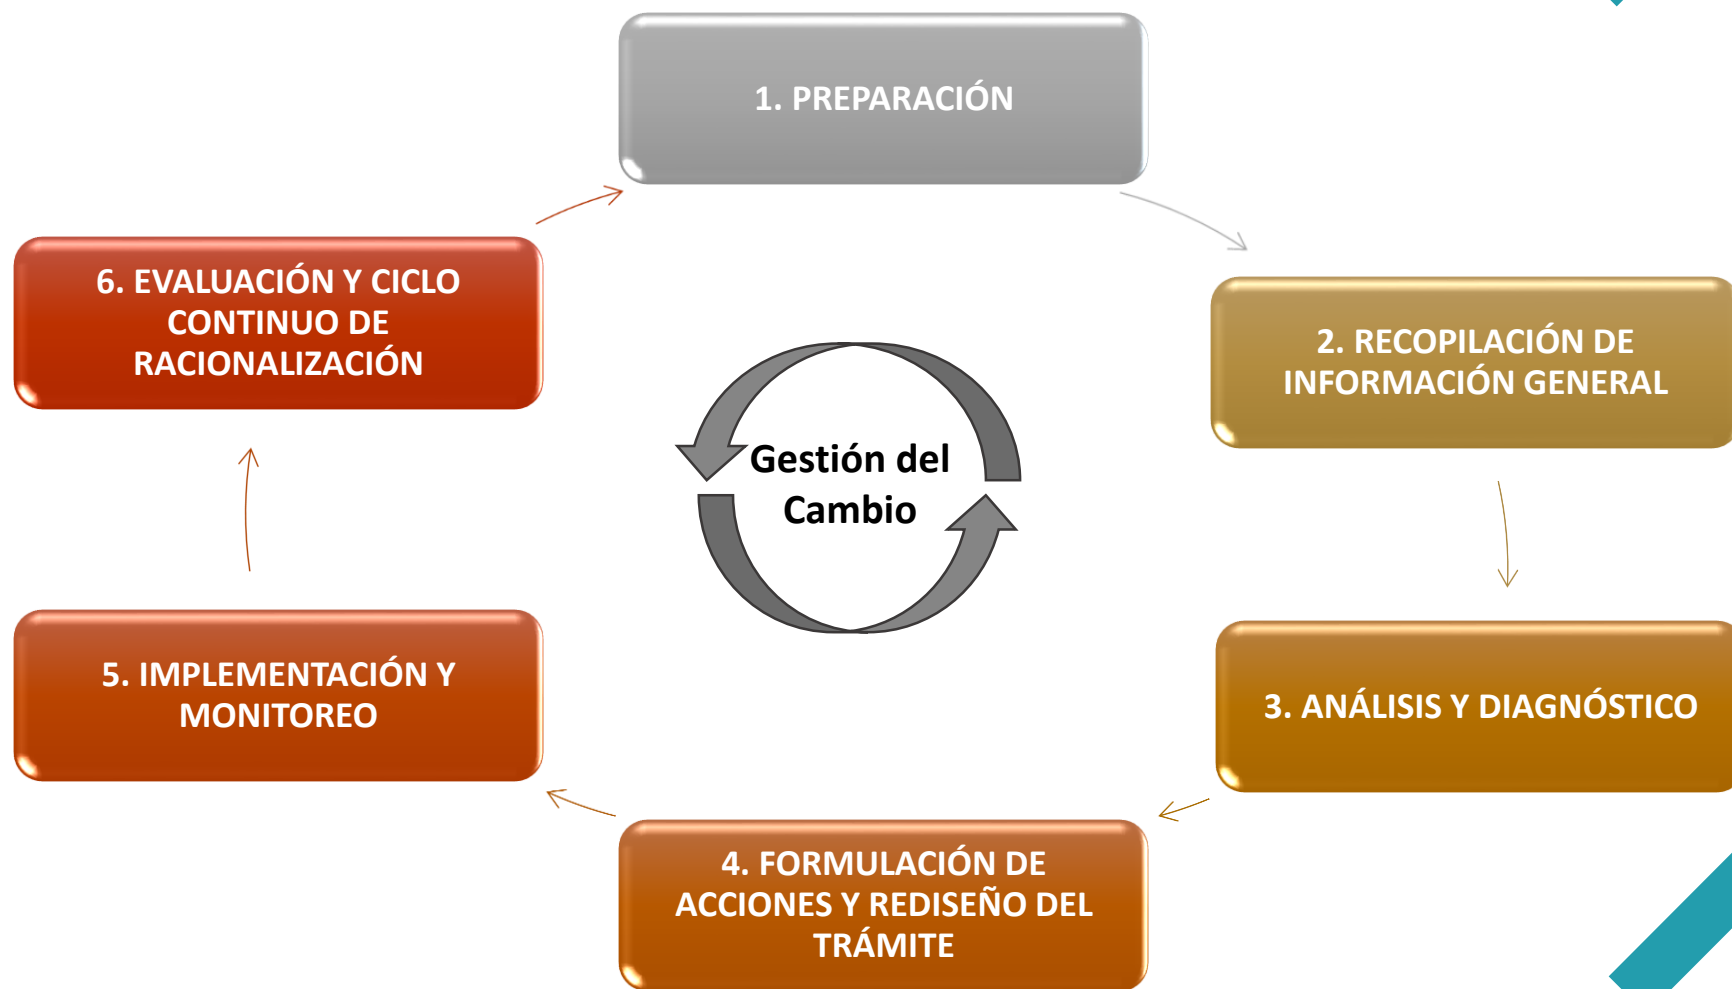 1. PREPARACIÓN
2. RECOPILACIÓN DE
INFORMACIÓN GENERAL
3. ANÁLISIS Y DIAGNÓSTICO
4. FORMULACIÓN DE
ACCIONES Y REDISEÑO DEL
TRÁMITE
5. IMPLEMENTACIÓN Y
MONITOREO
6. EVALUACIÓN Y CICLO
CONTINUO DE
RACIONALIZACIÓN
Gestión del
Cambio